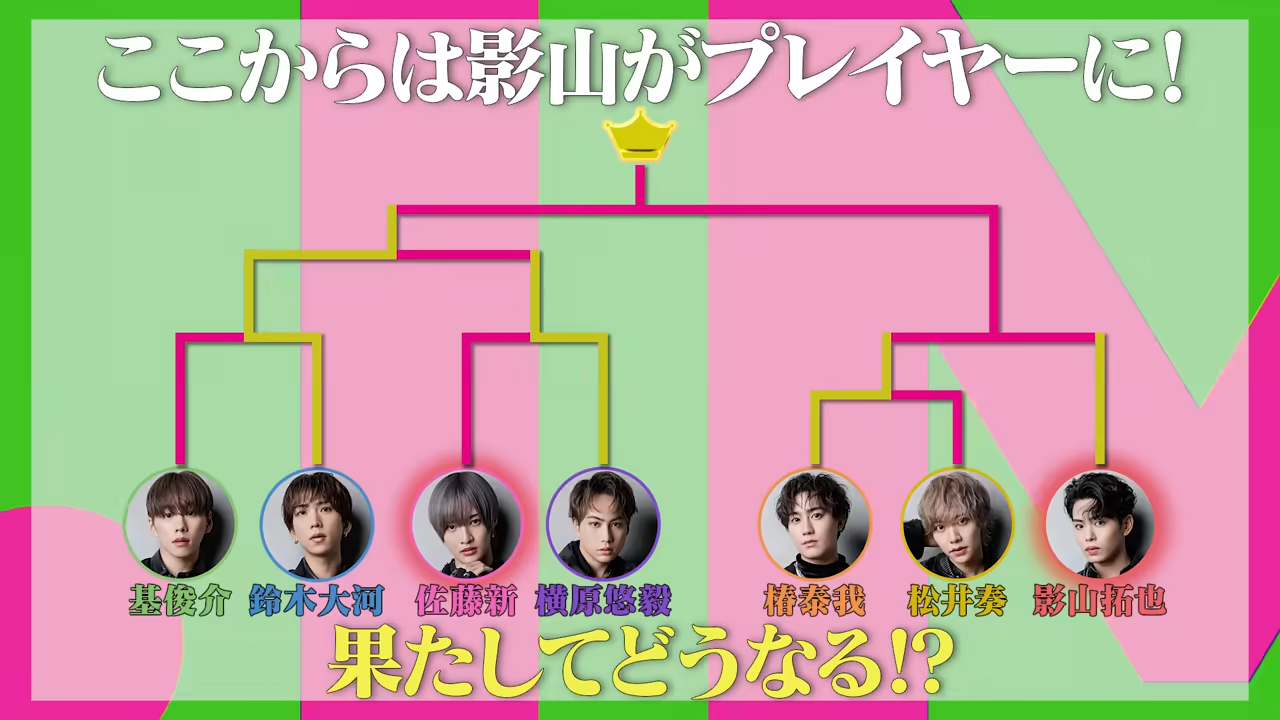 ここからは影山がプレイヤーに!
基俊介 鈴木大河 佐藤新 横原悠毅 椿泰我 松井奏 影山拓也
果たしてどうなる!?